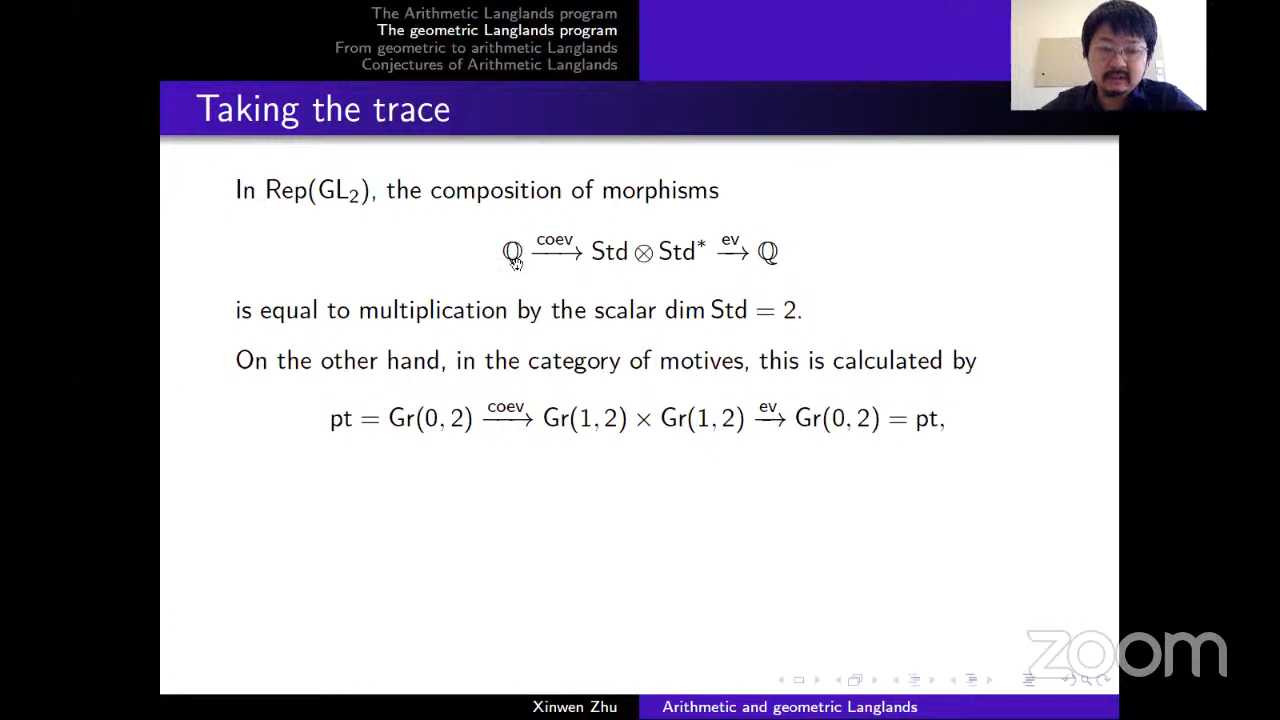 The Arithmetic Langlands program
The geometric Langlands program
From geometric to arithmetic Langlands
Conjectures of Arithmetic Langlands
Taking the trace
In Rep(GL₂), the composition of morphisms
ℚ —coev→ Std ⊗ Std* —ev→ ℚ
is equal to multiplication by the scalar dim Std = 2.
On the other hand, in the category of motives, this is calculated by
pt = Gr(0, 2) —coev→ Gr(1, 2) × Gr(1, 2) —ev→ Gr(0, 2) = pt,
zoom
Xinwen Zhu
Arithmetic and geometric Langlands